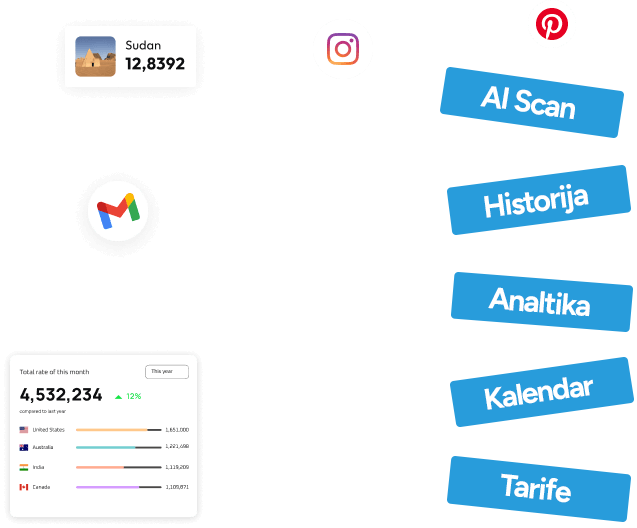 Sudan
12,8392
AI Scan
Historija
Analtika
Kalendar
Tarife
Total rate of this month
This year
4,532,234
12%
compared to last year
United States 1,651,000
Australia 1,221,498
India 1,119,209
Canada 1,109,871